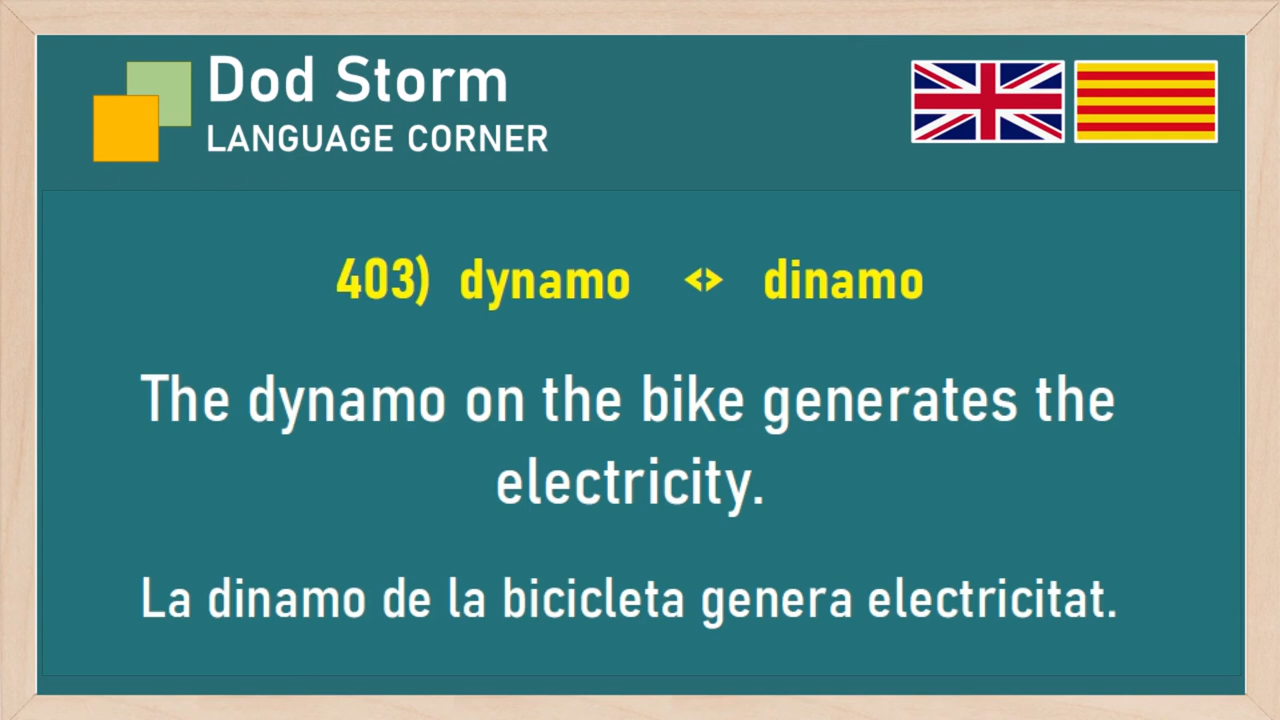 Dod Storm
LANGUAGE CORNER
403) dynamo <> dinamo
The dynamo on the bike generates the
electricity.
La dinamo de la bicicleta genera electricitat.